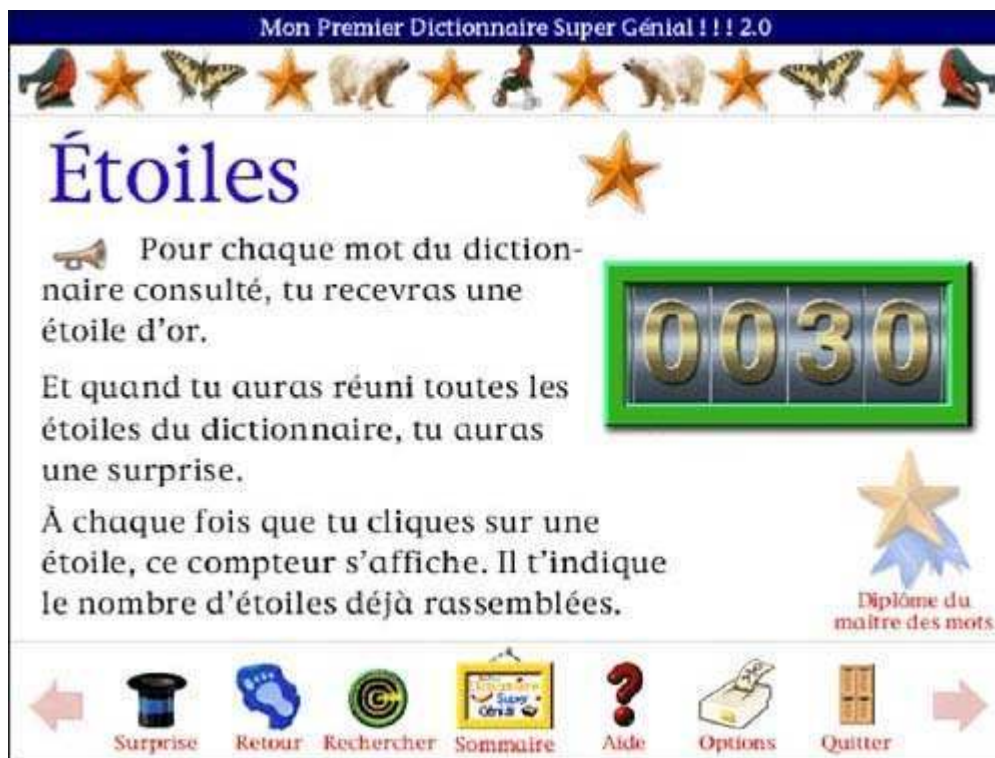 Mon Premier Dictionnaire Super Génial ! ! ! 2.0
Étoiles
Pour chaque mot du diction-
naire consulté, tu recevras une
étoile d'or.
Et quand tu auras réuni toutes les
étoiles du dictionnaire, tu auras
une surprise.
À chaque fois que tu cliques sur une
étoile, ce compteur s'affiche. Il t'indique
le nombre d'étoiles déjà rassemblées.
0030
Diplôme du
maître des mots
Surprise
Retour
Rechercher
Sommaire
Aide
Options
Quitter